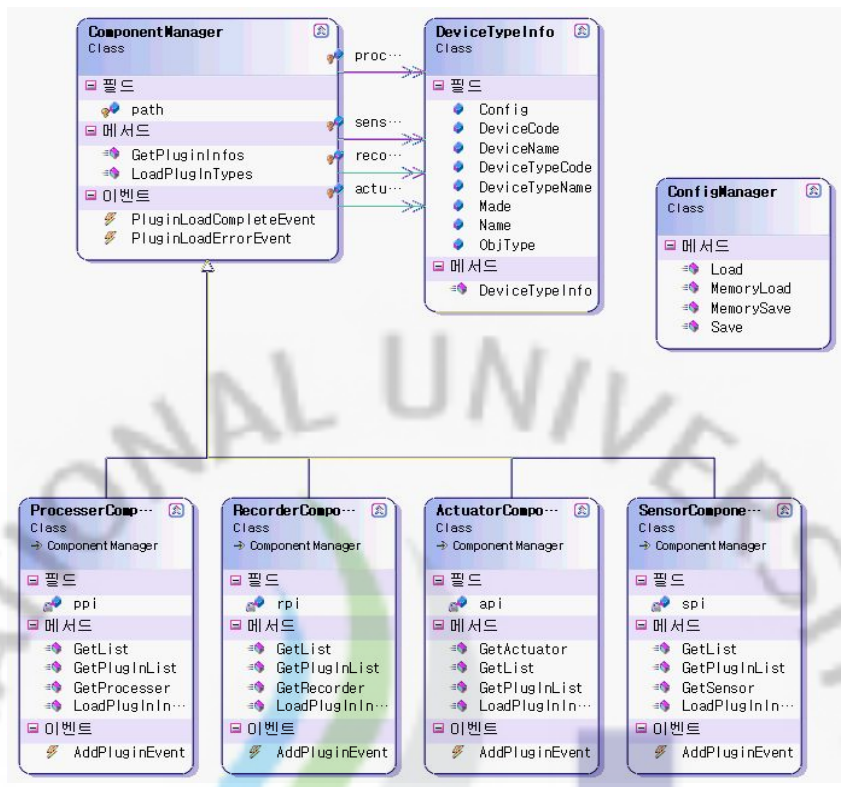 ComponentManager
Class
필드
path
메서드
GetPluginInfos
LoadPlugInTypes
이벤트
PluginLoadCompleteEvent
PluginLoadErrorEvent
proc…
sens…
reco…
actu…
DeviceTypeInfo
Class
필드
Config
DeviceCode
DeviceName
DeviceTypeCode
DeviceTypeName
Made
Name
ObjType
메서드
DeviceTypeInfo
ConfigManager
Class
메서드
Load
MemoryLoad
MemorySave
Save
NATIONAL UNIVERSITY
ProcesserComp…
Class
→ ComponentManager
필드
ppi
메서드
GetList
GetPlugInList
GetProcesser
LoadPlugInIn…
이벤트
AddPluginEvent
RecorderCompo…
Class
→ ComponentManager
필드
rpi
메서드
GetList
GetPlugInList
GetRecorder
LoadPlugInIn…
이벤트
AddPluginEvent
ActuatorCompo…
Class
→ ComponentManager
필드
api
메서드
GetActuator
GetList
GetPlugInList
LoadPlugInIn…
이벤트
AddPluginEvent
SensorCompone…
Class
→ ComponentManager
필드
spi
메서드
GetList
GetPlugInList
GetSensor
LoadPlugInIn…
이벤트
AddPluginEvent